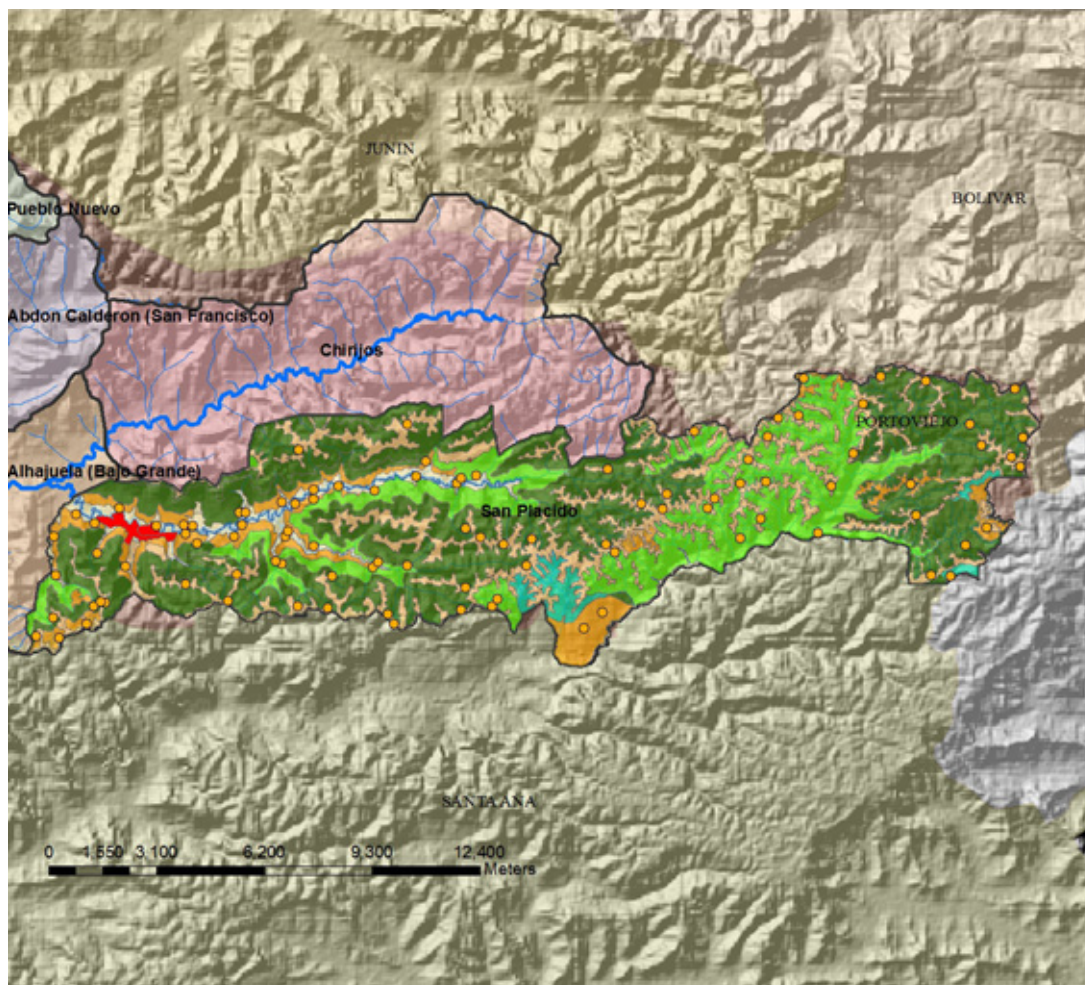 JUNIN
BOLIVAR
Pueblo Nuevo
Abdon Calderon (San Francisco)
Chirijos
PORTOVIEJO
Alhajuela (Bajo Grande)
San Placido
SANTA ANA
0 1.550 3.100 6.200 9.300 12.400
Meters